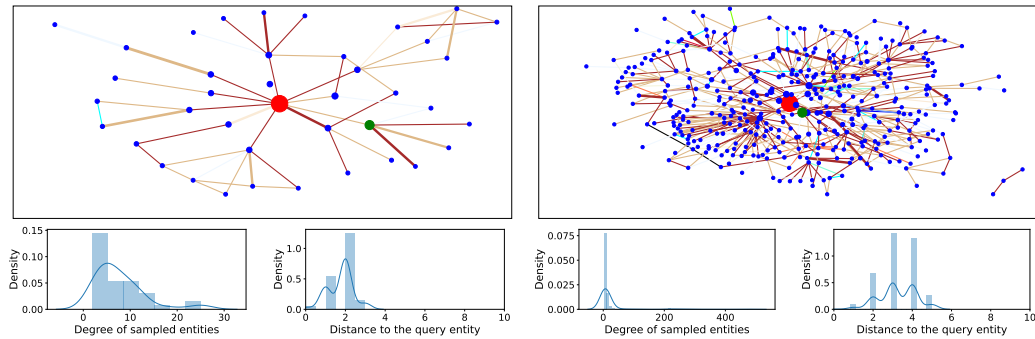 0.15
0.10
0.05
0.00
Density
0 10 20 30
Degree of sampled entities
1.0
0.5
0.0
Density
0 2 4 6 8 10
Distance to the query entity
0.075
0.050
0.025
0.000
Density
0 200 400
Degree of sampled entities
1.0
0.5
0.0
Density
0 2 4 6 8 10
Distance to the query entity